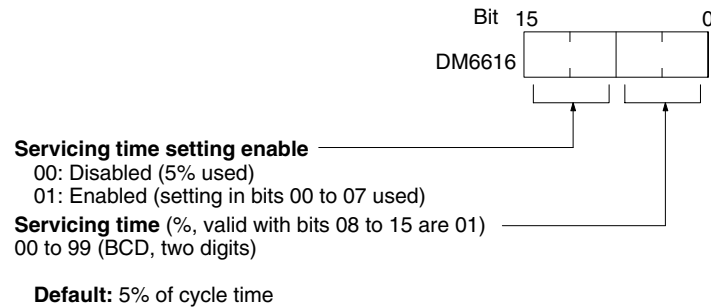 Bit 15 0
DM6616
Servicing time setting enable
00: Disabled (5% used)
01: Enabled (setting in bits 00 to 07 used)
Servicing time (%, valid with bits 08 to 15 are 01)
00 to 99 (BCD, two digits)
Default: 5% of cycle time